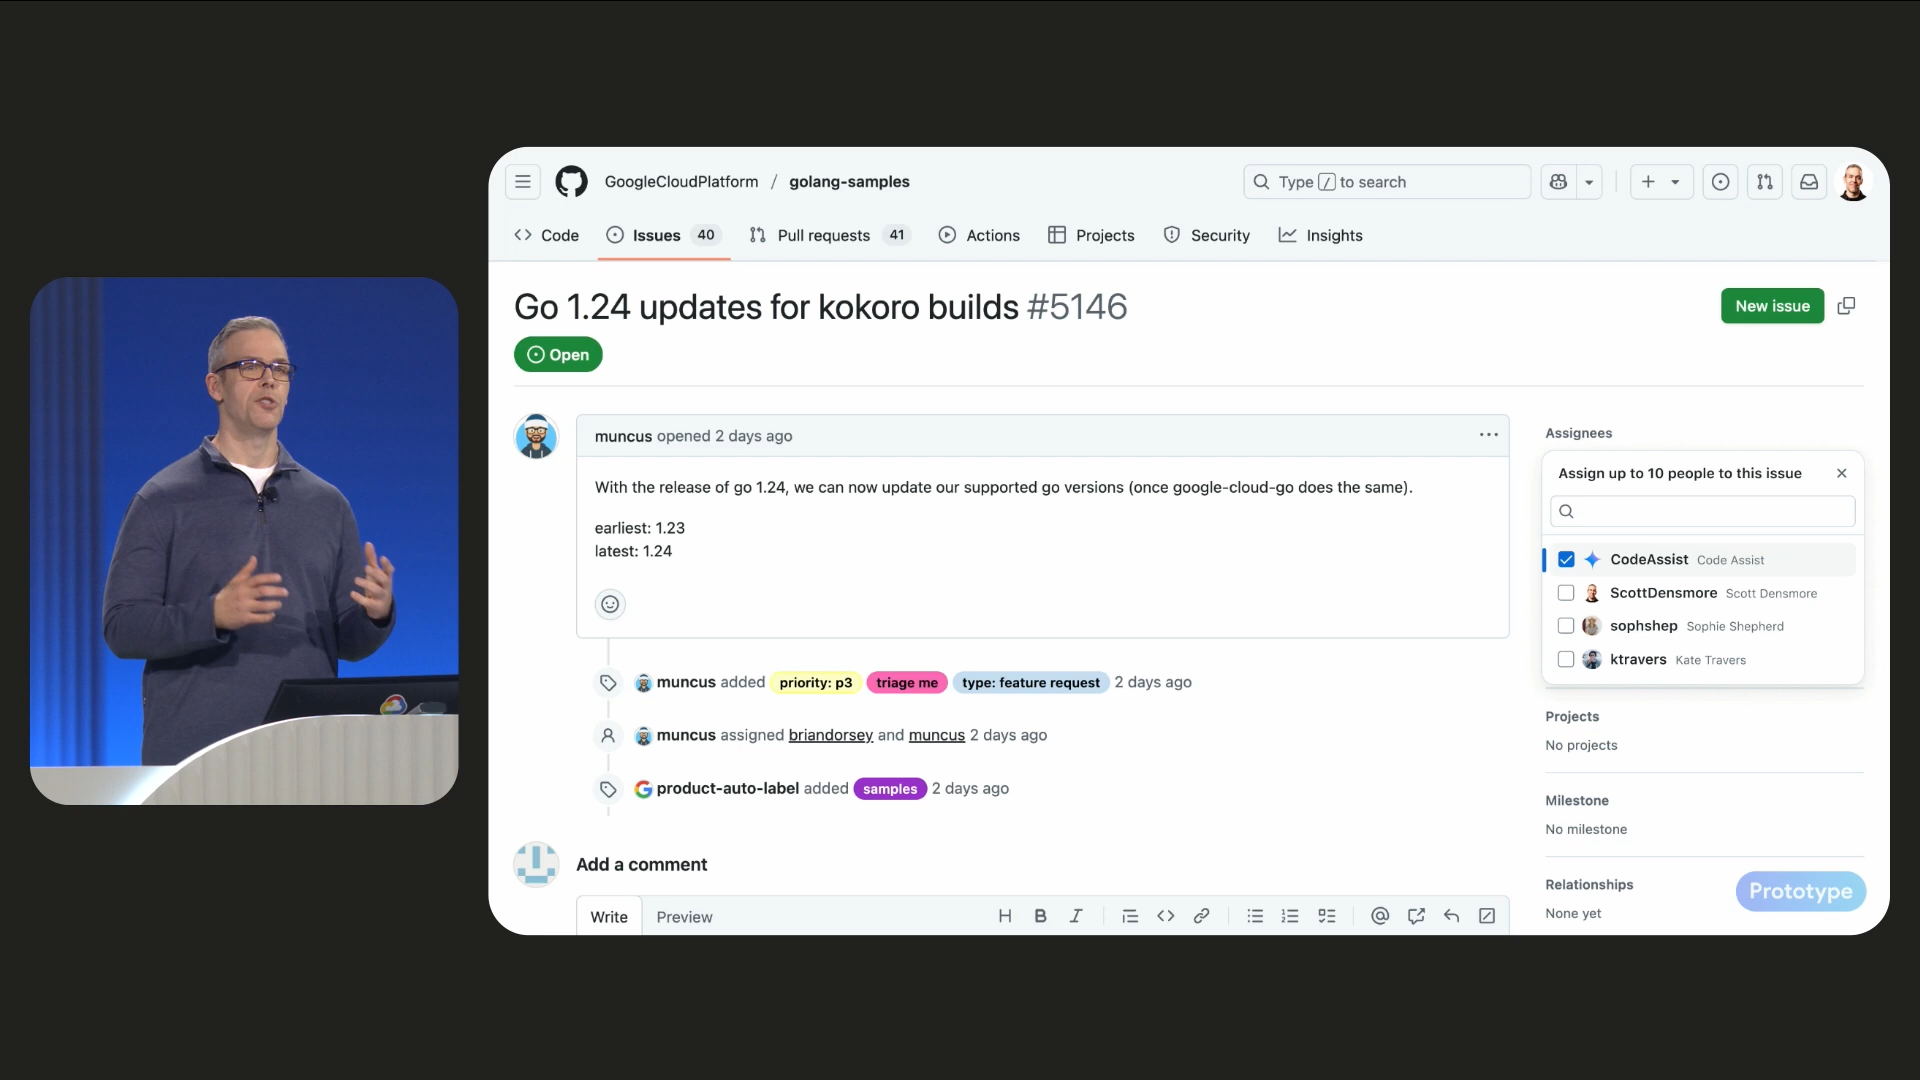 GoogleCloudPlatform / golang-samples
Type / to search
Code
Issues 40
Pull requests 41
Actions
Projects
Security
Insights
Go 1.24 updates for kokoro builds #5146
New issue
Open
muncus opened 2 days ago
With the release of go 1.24, we can now update our supported go versions (once google-cloud-go does the same).
earliest: 1.23
latest: 1.24
muncus added priority: p3 triage me type: feature request 2 days ago
muncus assigned briandorsey and muncus 2 days ago
product-auto-label added samples 2 days ago
Add a comment
Write
Preview
Assignees
Assign up to 10 people to this issue
CodeAssist Code Assist
ScottDensmore Scott Densmore
sophshep Sophie Shepherd
ktravers Kate Travers
Projects
No projects
Milestone
No milestone
Relationships
None yet
Prototype